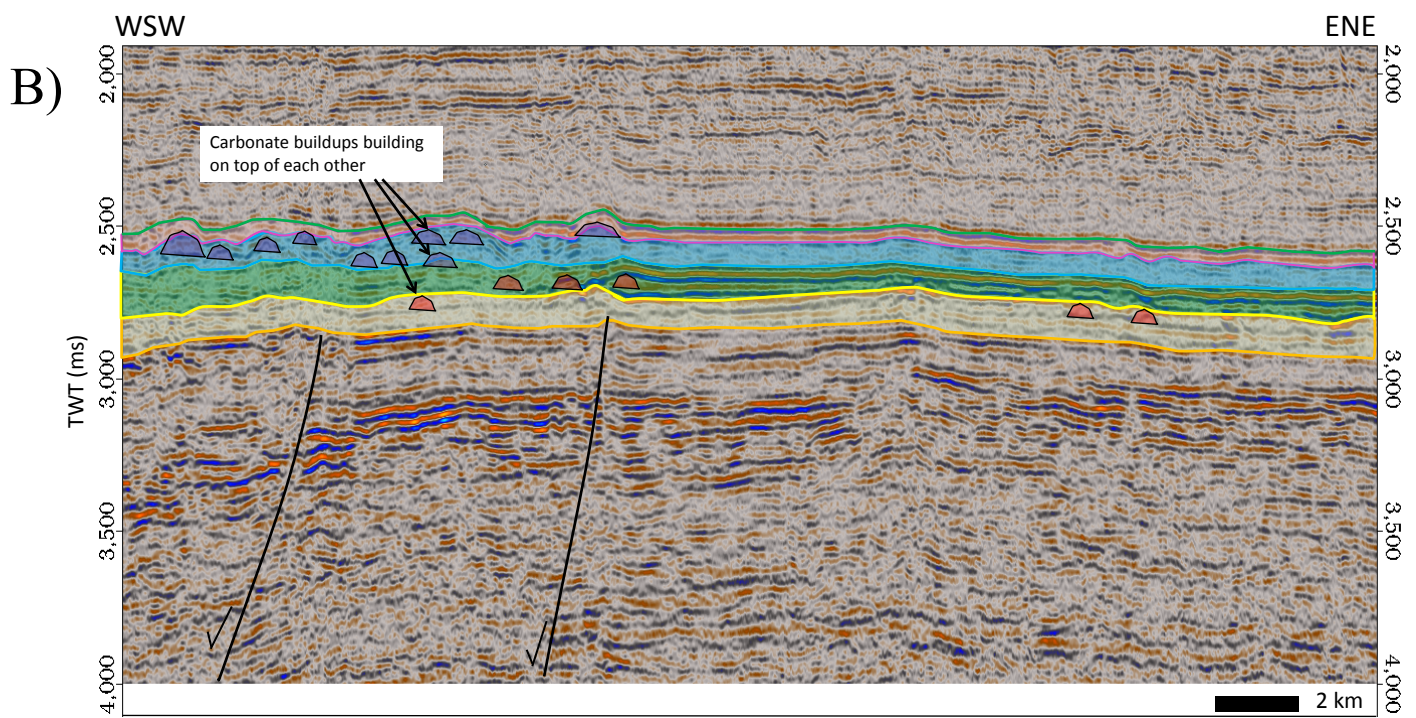 WSW
ENE
B)
Carbonate buildups building
on top of each other
TWT (ms)
2,000
2,500
3,000
3,500
4,000
2,000
2,500
3,000
3,500
4,000
2 km